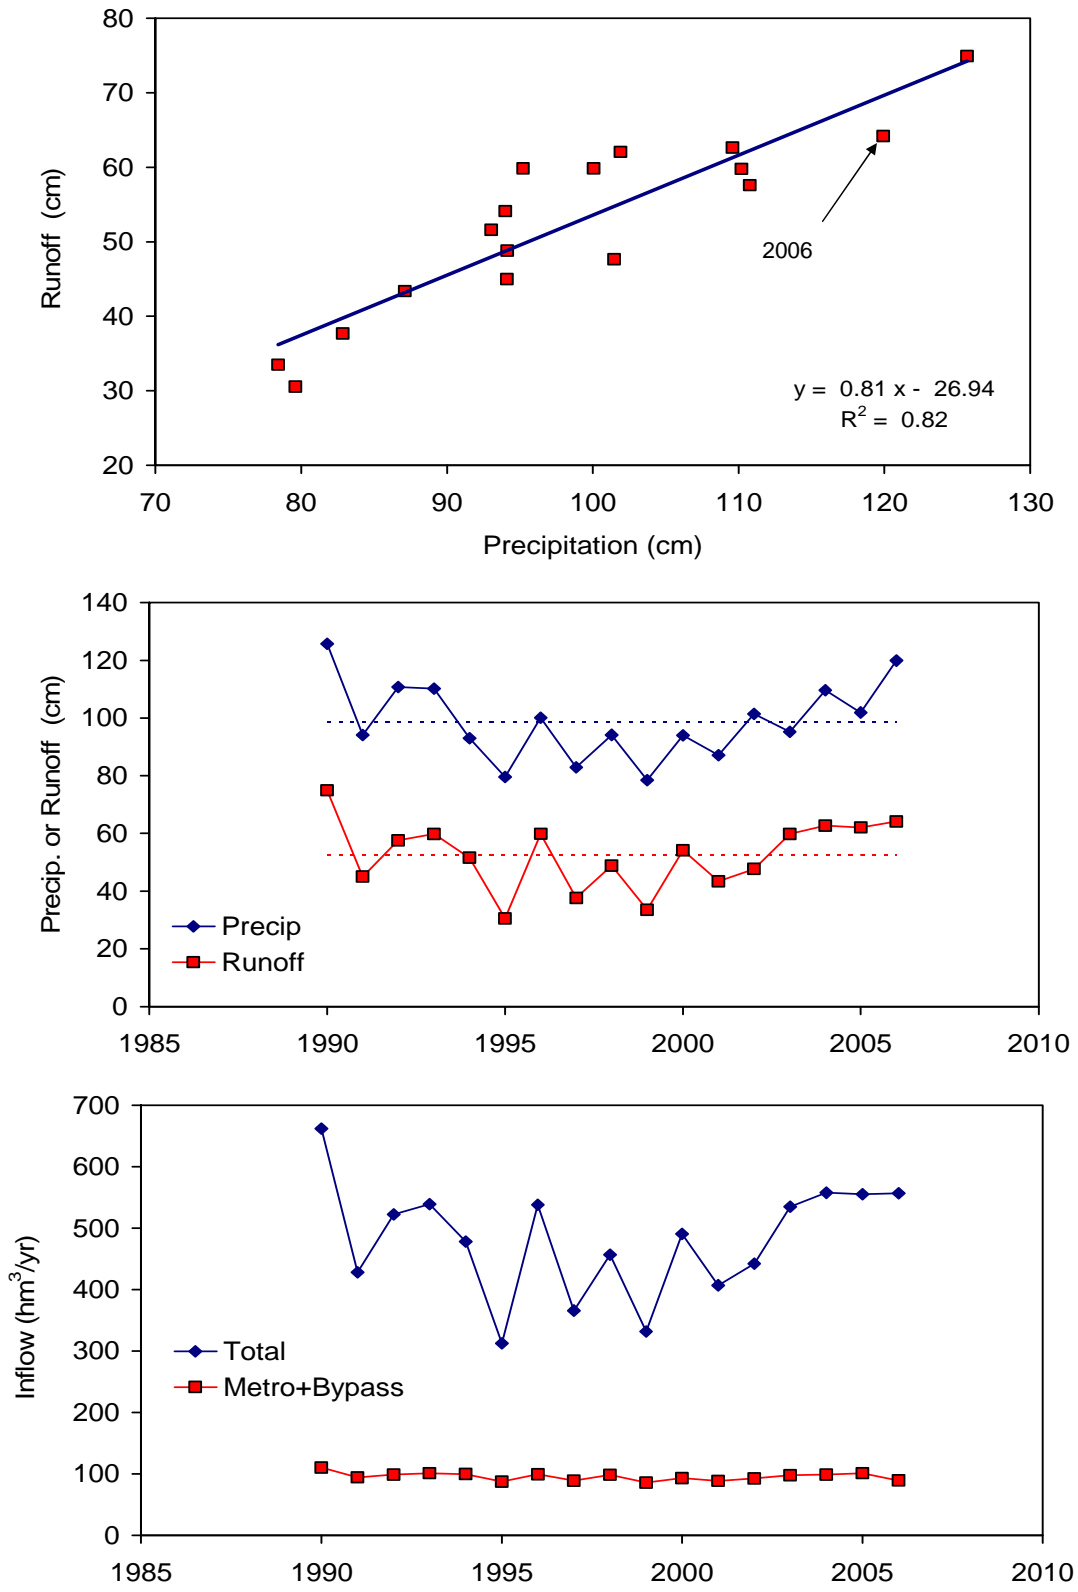 80
70
60
50
40
30
20
Runoff (cm)
2006
y = 0.81 x - 26.94
R² = 0.82
70 80 90 100 110 120 130
Precipitation (cm)
140
120
100
80
60
40
20
0
Precip. or Runoff (cm)
Precip
Runoff
1985 1990 1995 2000 2005 2010
700
600
500
400
300
200
100
0
Inflow (hm³/yr)
Total
Metro+Bypass
1985 1990 1995 2000 2005 2010